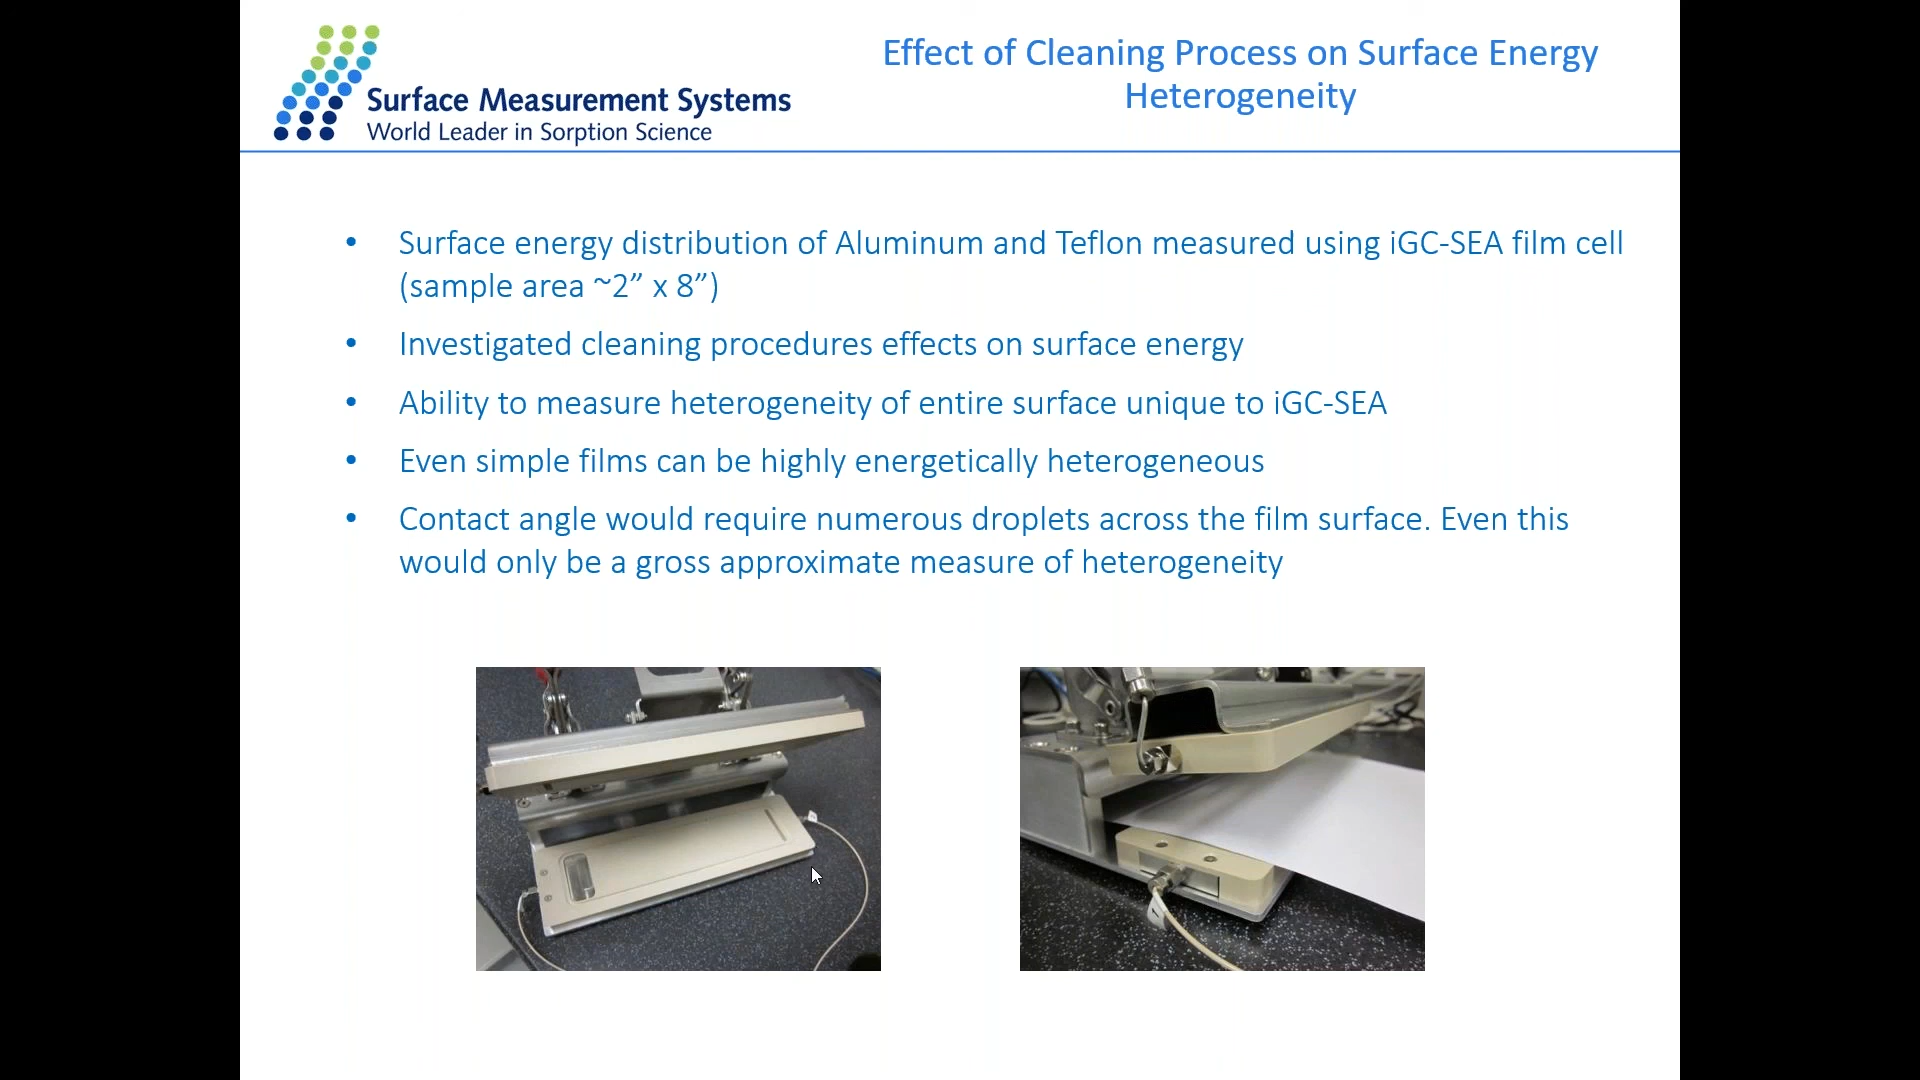 Effect of Cleaning Process on Surface Energy
Heterogeneity
Surface Measurement Systems
World Leader in Sorption Science
• Surface energy distribution of Aluminum and Teflon measured using iGC-SEA film cell
(sample area ~2” x 8”)
• Investigated cleaning procedures effects on surface energy
• Ability to measure heterogeneity of entire surface unique to iGC-SEA
• Even simple films can be highly energetically heterogeneous
• Contact angle would require numerous droplets across the film surface. Even this
would only be a gross approximate measure of heterogeneity